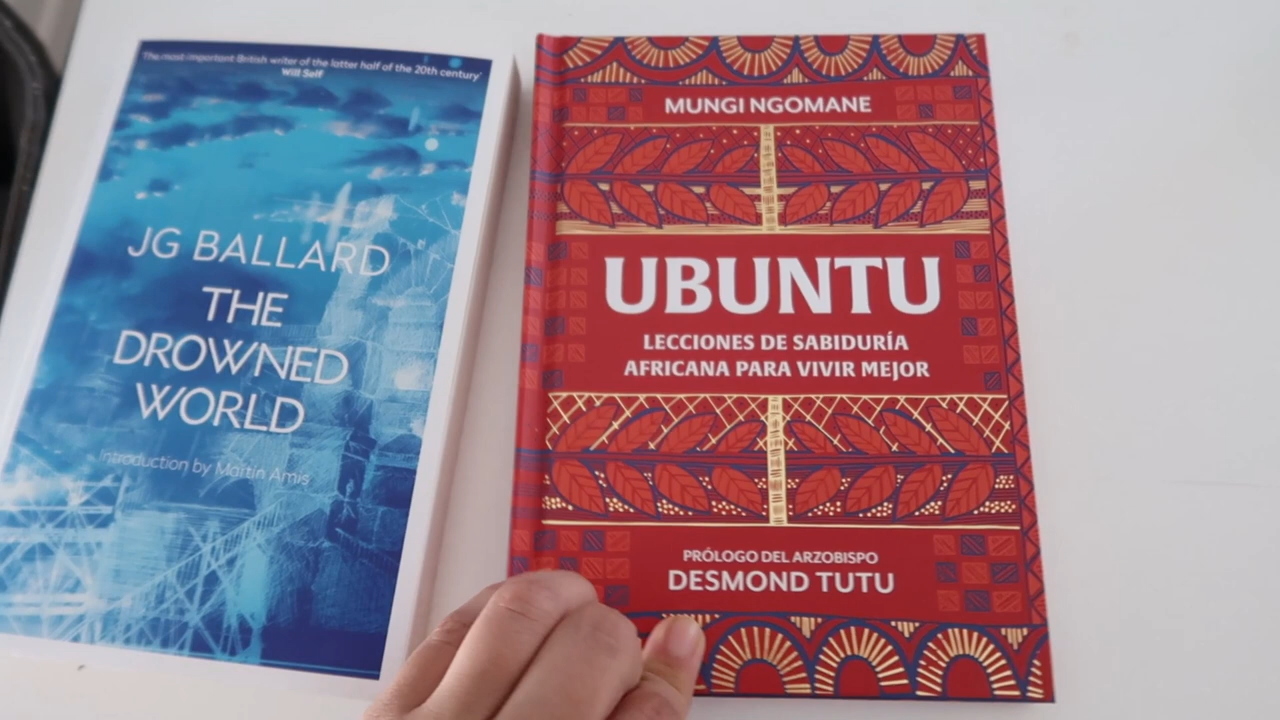 The most important British writer of the latter half of the 20th century'
Will Self
JG BALLARD
THE
DROWNED
WORLD
Introduction by Martin Amis
MUNGI NGOMANE
UBUNTU
LECCIONES DE SABIDURÍA
AFRICANA PARA VIVIR MEJOR
PRÓLOGO DEL ARZOBISPO
DESMOND TUTU